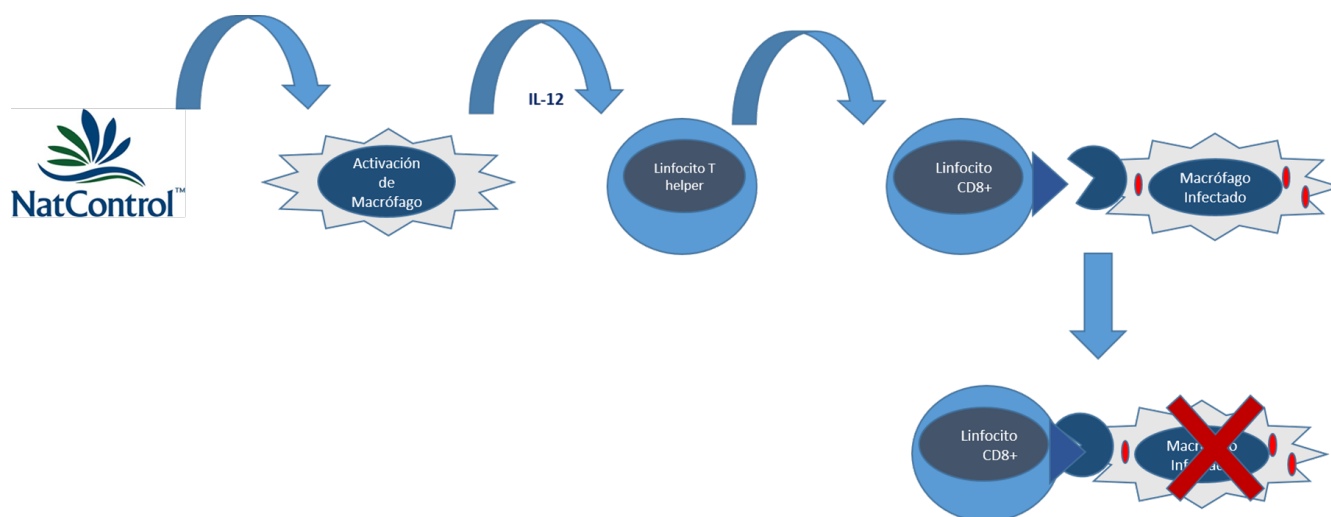 IL-12
NatControl™
Activación
de
Macrófago
Linfocito T
helper
Linfocito
CD8+
Macrófago
Infectado
Linfocito
CD8+